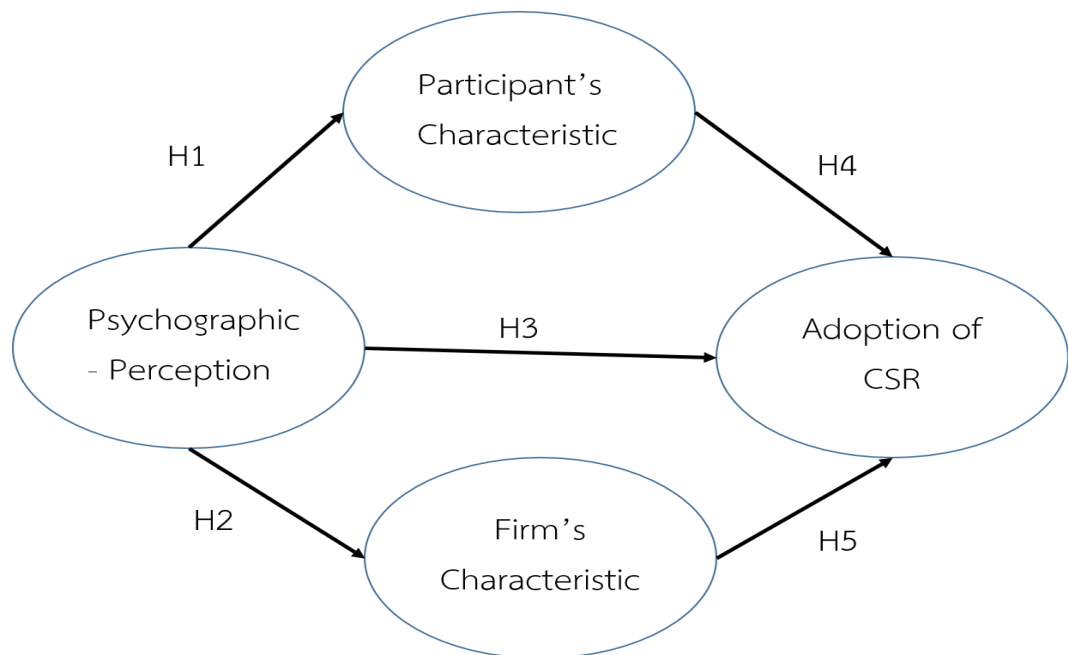 Participant’s
Characteristic
H1
H4
Psychographic
- Perception
H3
Adoption of
CSR
H2
Firm’s
Characteristic
H5